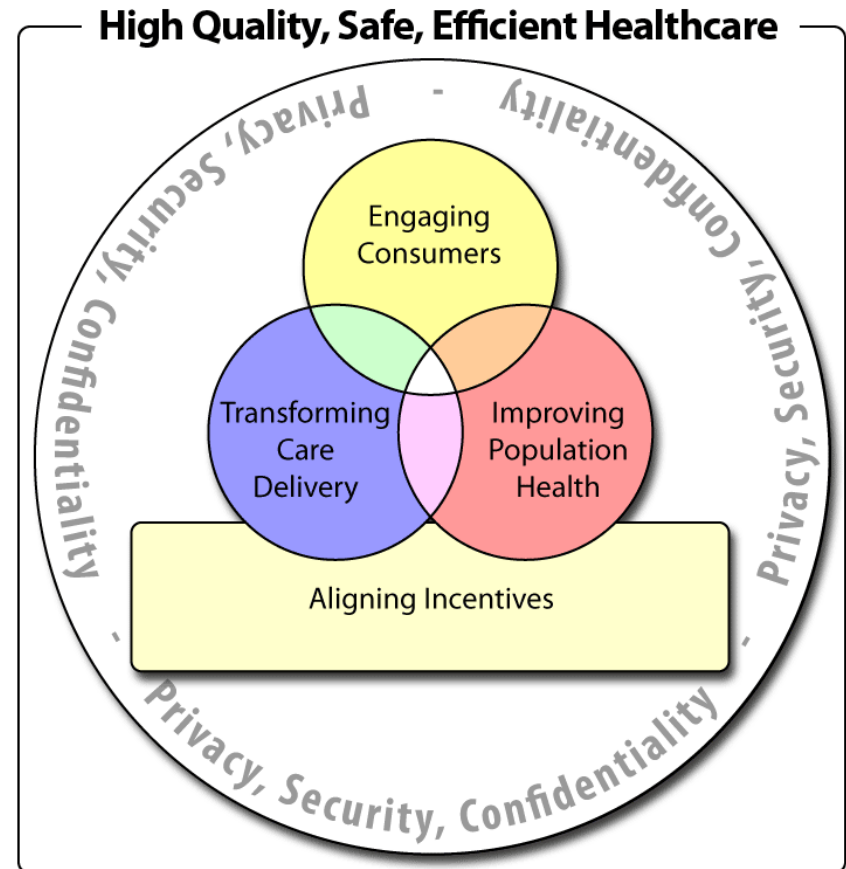 High Quality, Safe, Efficient Healthcare
Privacy, Security, Confidentiality
-
Privacy, Security, Confidentiality
-
Privacy, Security, Confidentiality
-
Engaging
Consumers
Transforming
Care
Delivery
Improving
Population
Health
Aligning Incentives